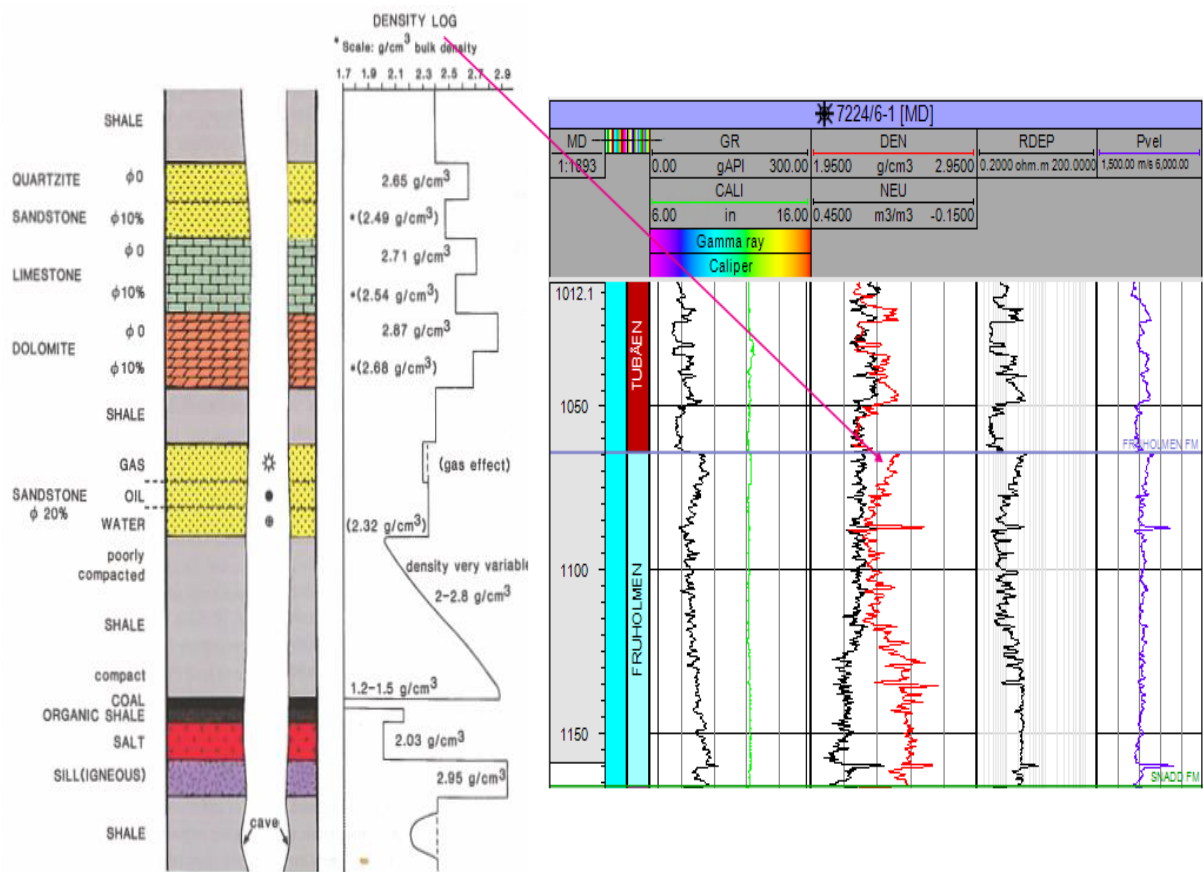 DENSITY LOG
* Scale: g/cm3 bulk density
1.7 1.9 2.1 2.3 2.5 2.7 2.9
SHALE
QUARTZITE ϕ0 2.65 g/cm3
SANDSTONE ϕ10% *(2.49 g/cm3)
ϕ0 2.71 g/cm3
LIMESTONE
ϕ10% *(2.54 g/cm3)
ϕ0 2.87 g/cm3
DOLOMITE
ϕ10% *(2.68 g/cm3)
SHALE
GAS (gas effect)
SANDSTONE OIL
ϕ 20%
WATER (2.32 g/cm3)
poorly
compacted
density very variable
2-2.8 g/cm3
SHALE
compact
COAL 1.2-1.5 g/cm3
ORGANIC SHALE
SALT 2.03 g/cm3
SILL(IGNEOUS) 2.95 g/cm3
cave
SHALE
7224/6-1 [MD]
MD GR DEN RDEP Pvel
1:1893 0.00 gAPI 300.00 1.9500 g/cm3 2.9500 0.2000 ohm.m 200.0000 1,500.00 m/s 6,000.00
CALI NEU
6.00 in 16.00 0.4500 m3/m3 -0.1500
Gamma ray
Caliper
1012.1
TUBÅEN
1050
FRUHOLMEN FM
1100
FRUHOLMEN
1150
SNADD FM